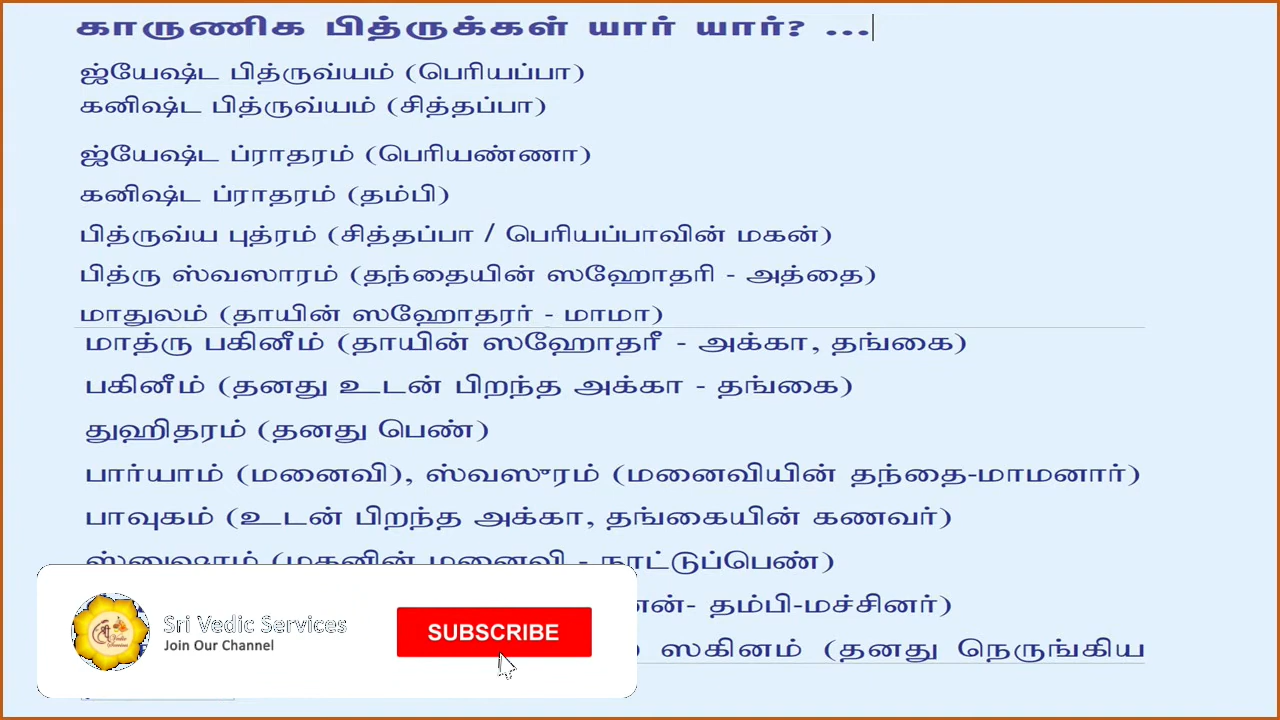 காருணிக பித்ருக்கள் யார் யார்? ...
ஜ்யேஷ்ட பித்ருவ்யம் (பெரியப்பா)
கனிஷ்ட பித்ருவ்யம் (சித்தப்பா)
ஜ்யேஷ்ட ப்ராதரம் (பெரியண்ணா)
கனிஷ்ட ப்ராதரம் (தம்பி)
பித்ருவ்ய புத்ரம் (சித்தப்பா / பெரியப்பாவின் மகன்)
பித்ரு ஸ்வஸாரம் (தந்தையின் ஸஹோதரி - அத்தை)
மாதுலம் (தாயின் ஸஹோதரர் - மாமா)
மாத்ரு பகினீம் (தாயின் ஸஹோதரீ - அக்கா, தங்கை)
பகினீம் (தனது உடன் பிறந்த அக்கா - தங்கை)
துஹிதரம் (தனது பெண்)
பார்யாம் (மனைவி), ஸ்வஸுரம் (மனைவியின் தந்தை-மாமனார்)
பாவுகம் (உடன் பிறந்த அக்கா, தங்கையின் கணவர்)
ஸ்னுஷாம் (மகனின் மனைவி - நாட்டுப்பெண்)
தம்பி-மச்சினர்)
ஸகினம் (தனது நெருங்கிய
Sri Vedic Services
Join Our Channel
SUBSCRIBE